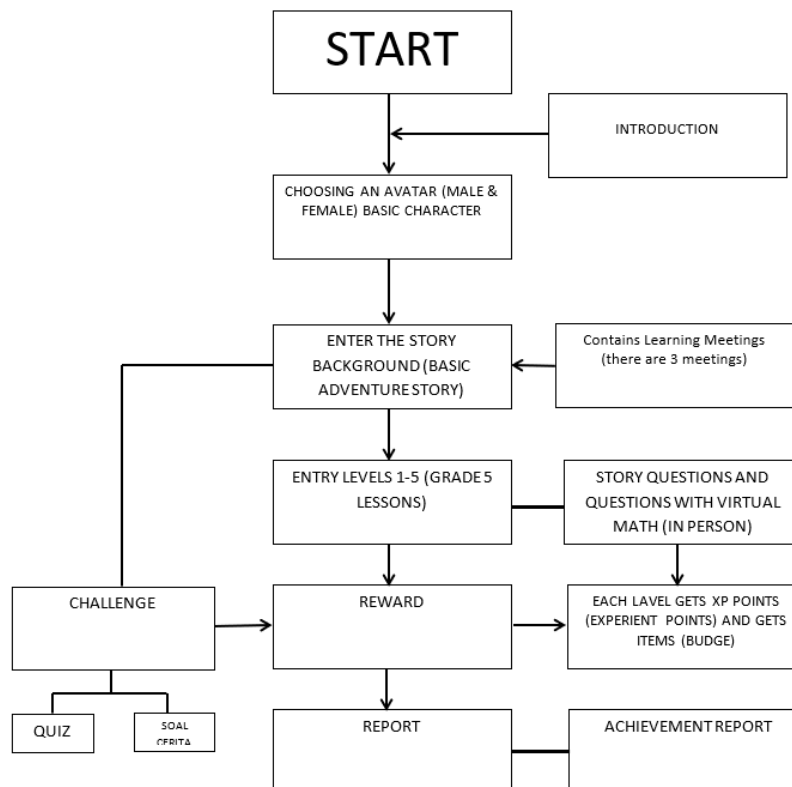 START
INTRODUCTION
CHOOSING AN AVATAR (MALE &
FEMALE) BASIC CHARACTER
ENTER THE STORY
BACKGROUND (BASIC
ADVENTURE STORY)
Contains Learning Meetings
(there are 3 meetings)
ENTRY LEVELS 1-5 (GRADE 5
LESSONS)
STORY QUESTIONS AND
QUESTIONS WITH VIRTUAL
MATH (IN PERSON)
CHALLENGE
REWARD
EACH LAVEL GETS XP POINTS
(EXPERIENT POINTS) AND GETS
ITEMS (BUDGE)
QUIZ
SOAL
CERITA
REPORT
ACHIEVEMENT REPORT